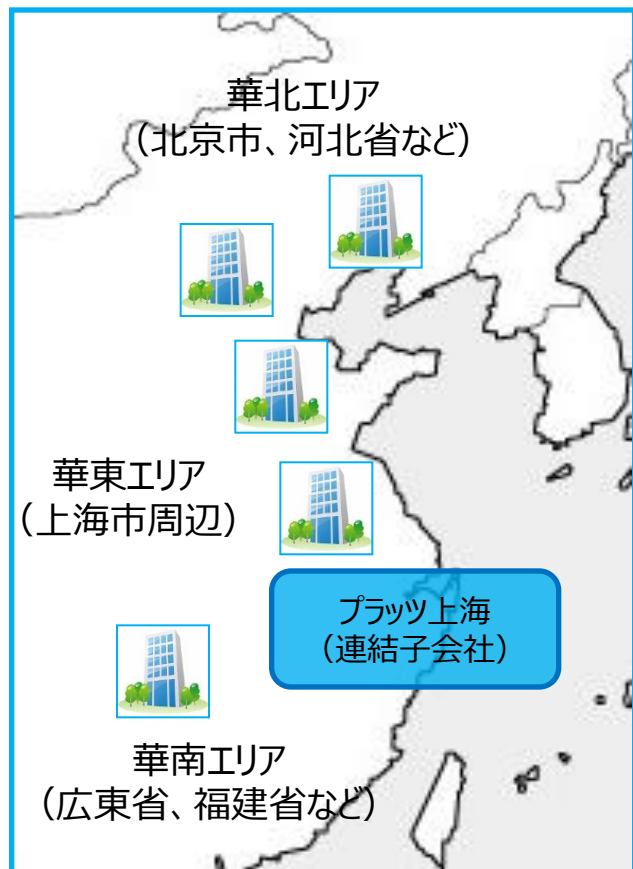 華北エリア
（北京市、河北省など）
華東エリア
（上海市周辺）
プラッツ上海
（連結子会社）
華南エリア
（広東省、福建省など）